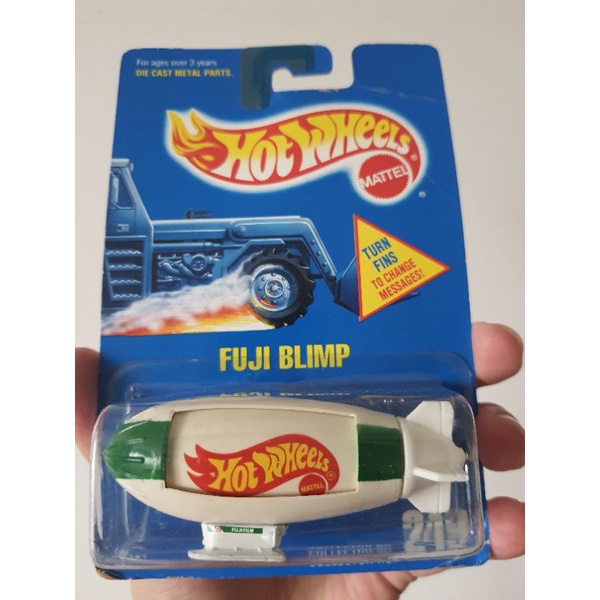 For ages over 3 years
DIE CAST METAL PARTS.
HOT WHEELS®
MATTEL
®
TURN
FINS
TO CHANGE
MESSAGES!
FUJI BLIMP
HOT WHEELS®
MATTEL
FUJIFILM